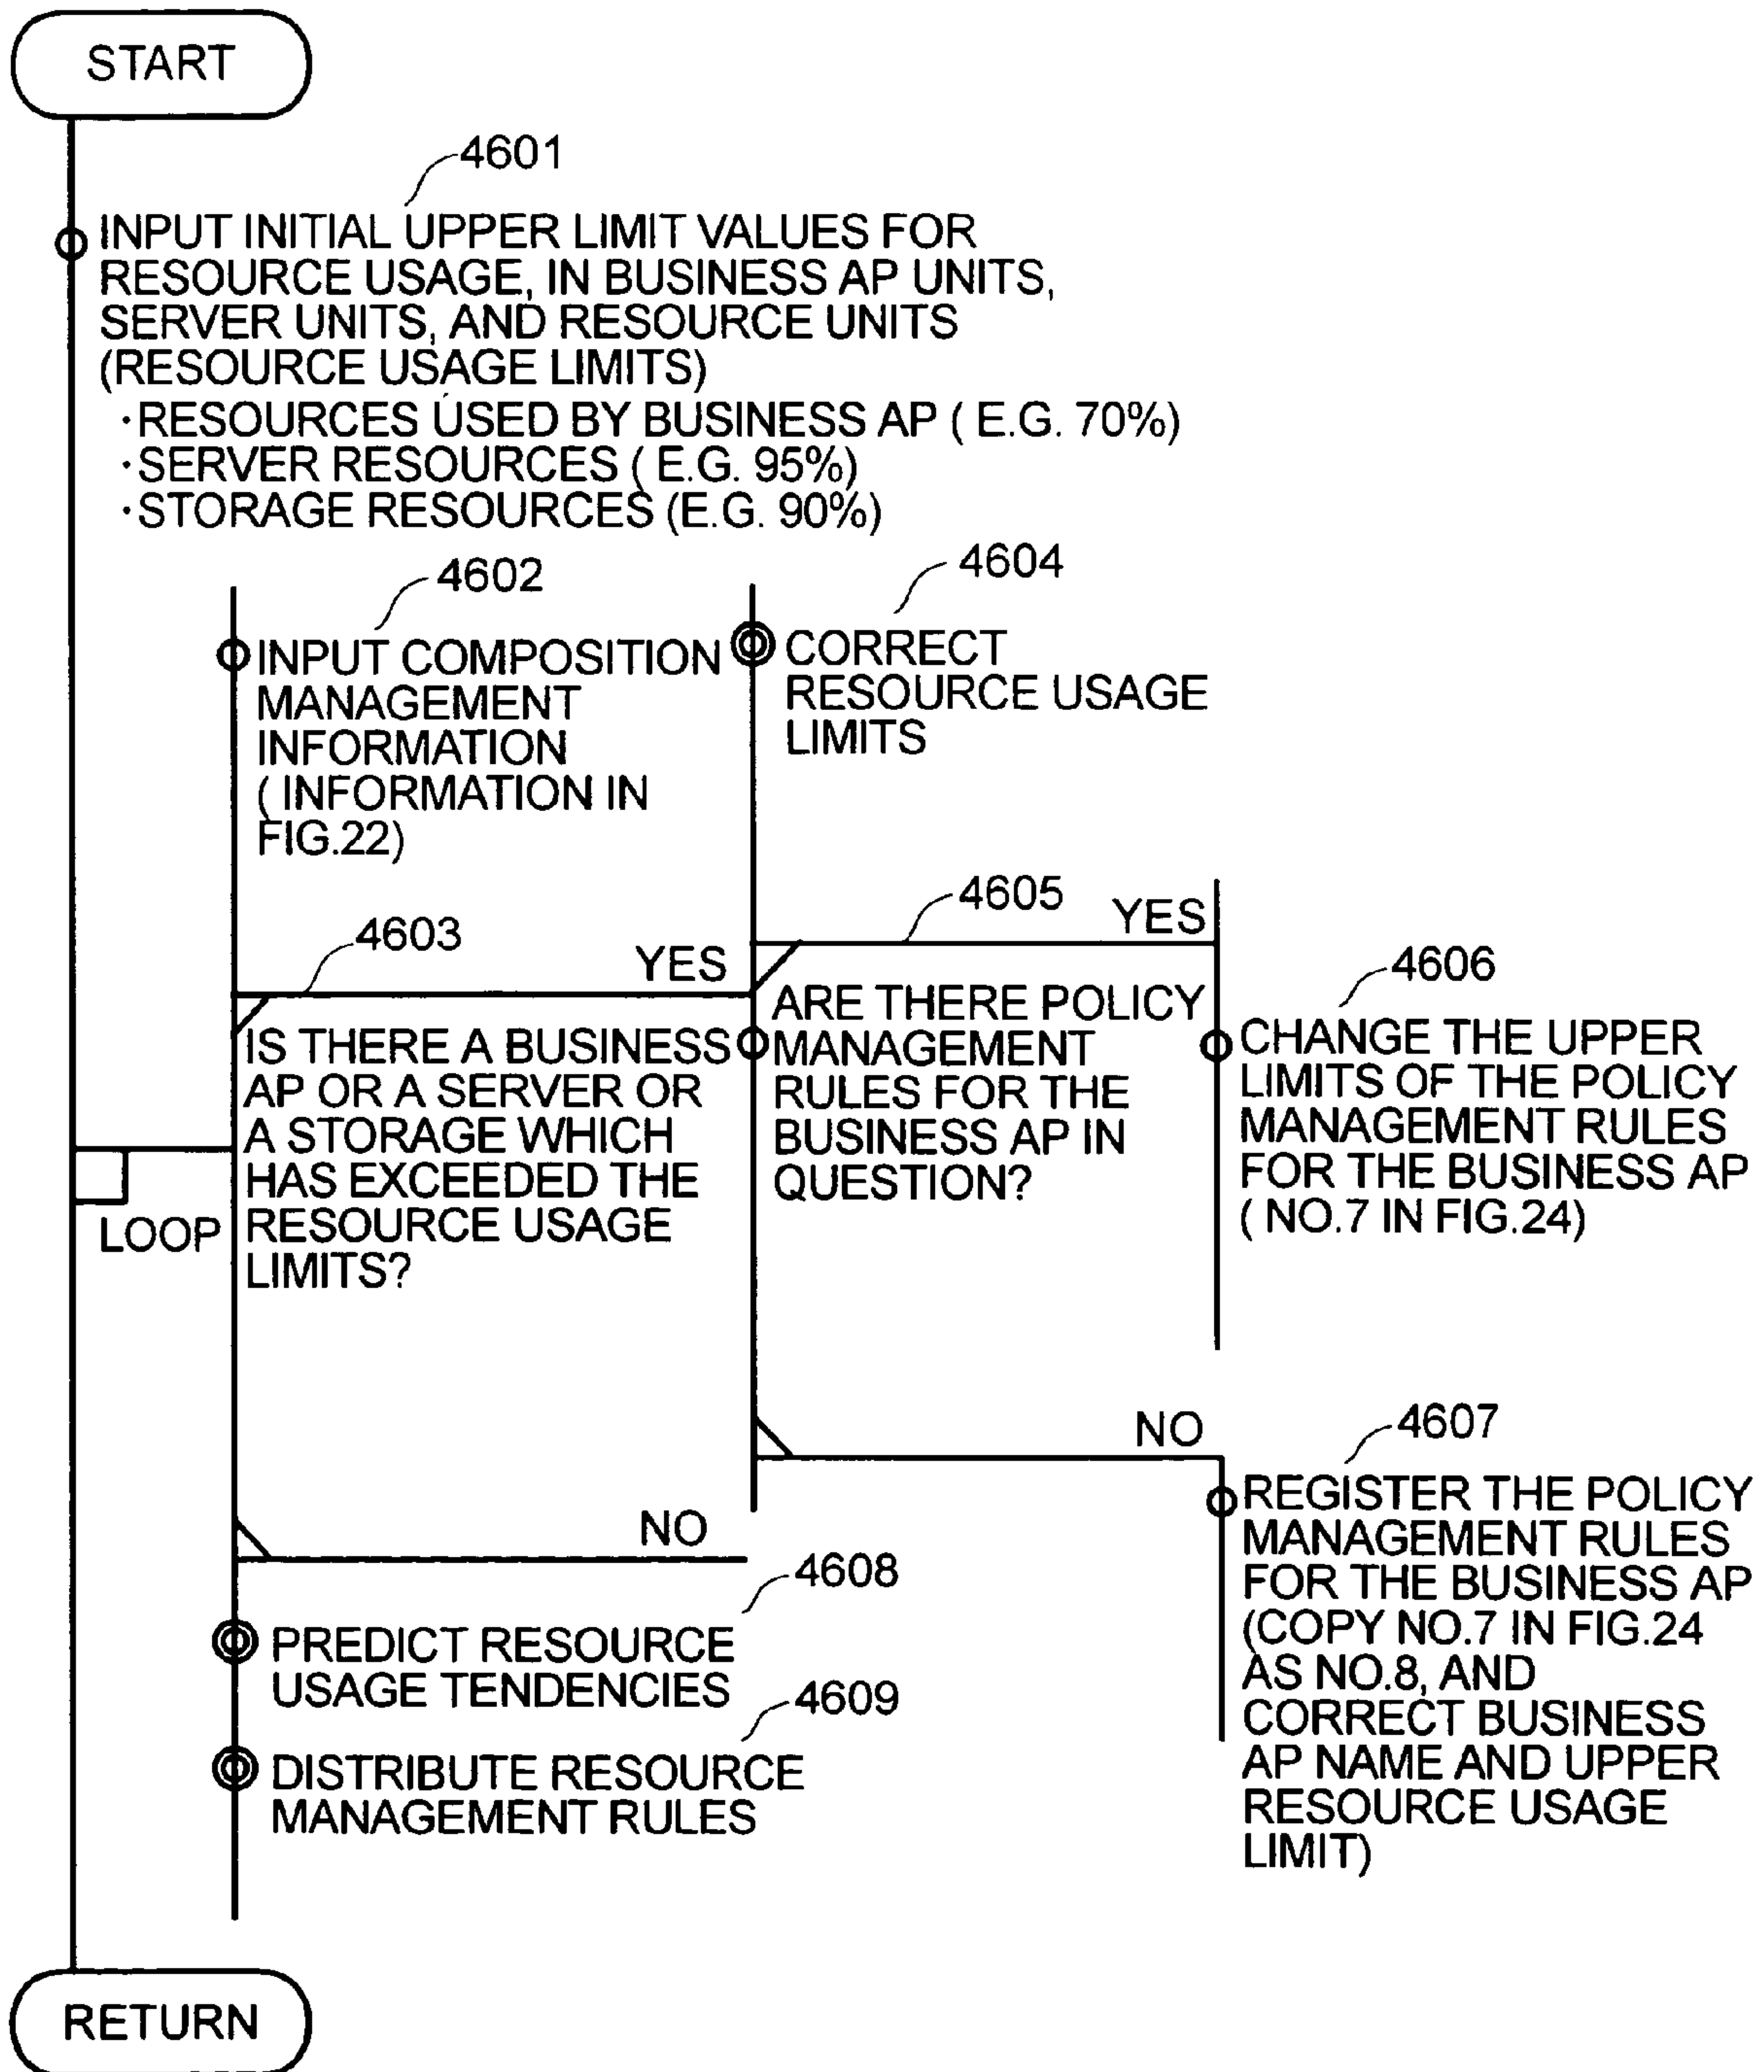 START
4601
INPUT INITIAL UPPER LIMIT VALUES FOR
RESOURCE USAGE, IN BUSINESS AP UNITS,
SERVER UNITS, AND RESOURCE UNITS
(RESOURCE USAGE LIMITS)
·RESOURCES USED BY BUSINESS AP ( E.G. 70%)
·SERVER RESOURCES ( E.G. 95%)
·STORAGE RESOURCES (E.G. 90%)
4602
INPUT COMPOSITION
MANAGEMENT
INFORMATION
( INFORMATION IN
FIG.22)
4604
CORRECT
RESOURCE USAGE
LIMITS
4603
YES
IS THERE A BUSINESS
AP OR A SERVER OR
A STORAGE WHICH
HAS EXCEEDED THE
RESOURCE USAGE
LIMITS?
LOOP
4605
YES
ARE THERE POLICY
MANAGEMENT
RULES FOR THE
BUSINESS AP IN
QUESTION?
4606
CHANGE THE UPPER
LIMITS OF THE POLICY
MANAGEMENT RULES
FOR THE BUSINESS AP
( NO.7 IN FIG.24)
NO
4607
REGISTER THE POLICY
MANAGEMENT RULES
FOR THE BUSINESS AP
(COPY NO.7 IN FIG.24
AS NO.8, AND
CORRECT BUSINESS
AP NAME AND UPPER
RESOURCE USAGE
LIMIT)
NO
4608
PREDICT RESOURCE
USAGE TENDENCIES
4609
DISTRIBUTE RESOURCE
MANAGEMENT RULES
RETURN